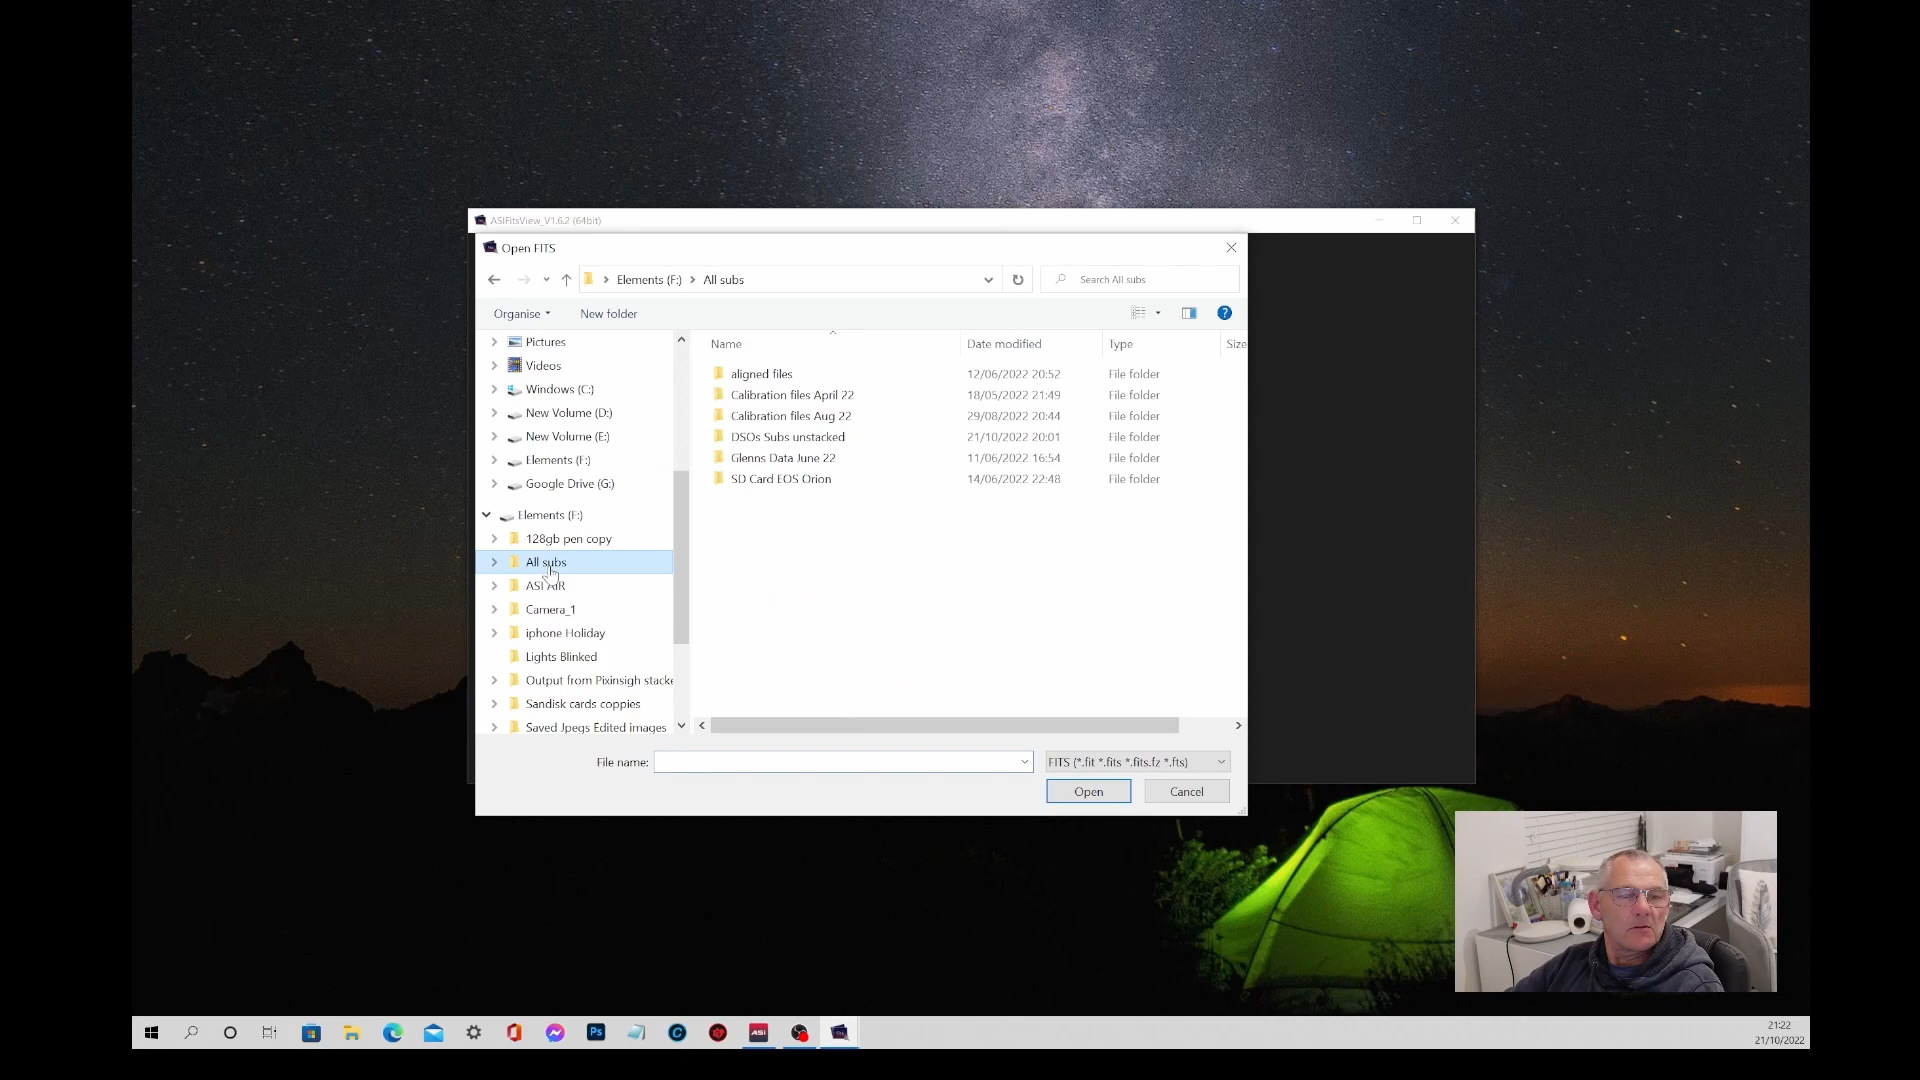 ASIFitsView_V1.6.2 (64bit)
Open FITS
Elements (F:) All subs
Search All subs
Organise
New folder
Name
Date modified
Type
Size
Pictures
Videos
Windows (C:)
New Volume (D:)
New Volume (E:)
Elements (F:)
Google Drive (G:)
Elements (F:)
128gb pen copy
All subs
ASI AIR
Camera_1
iphone Holiday
Lights Blinked
Output from Pixinsigh stacke
Sandisk cards coppies
Saved Jpegs Edited images
aligned files 12/06/2022 20:52 File folder
Calibration files April 22 18/05/2022 21:49 File folder
Calibration files Aug 22 29/08/2022 20:44 File folder
DSOs Subs unstacked 21/10/2022 20:01 File folder
Glenns Data June 22 11/06/2022 16:54 File folder
SD Card EOS Orion 14/06/2022 22:48 File folder
File name:
FITS (*.fit *.fits *.fits.fz *.fts)
Open
Cancel
Ps
ASI
21:22
21/10/2022